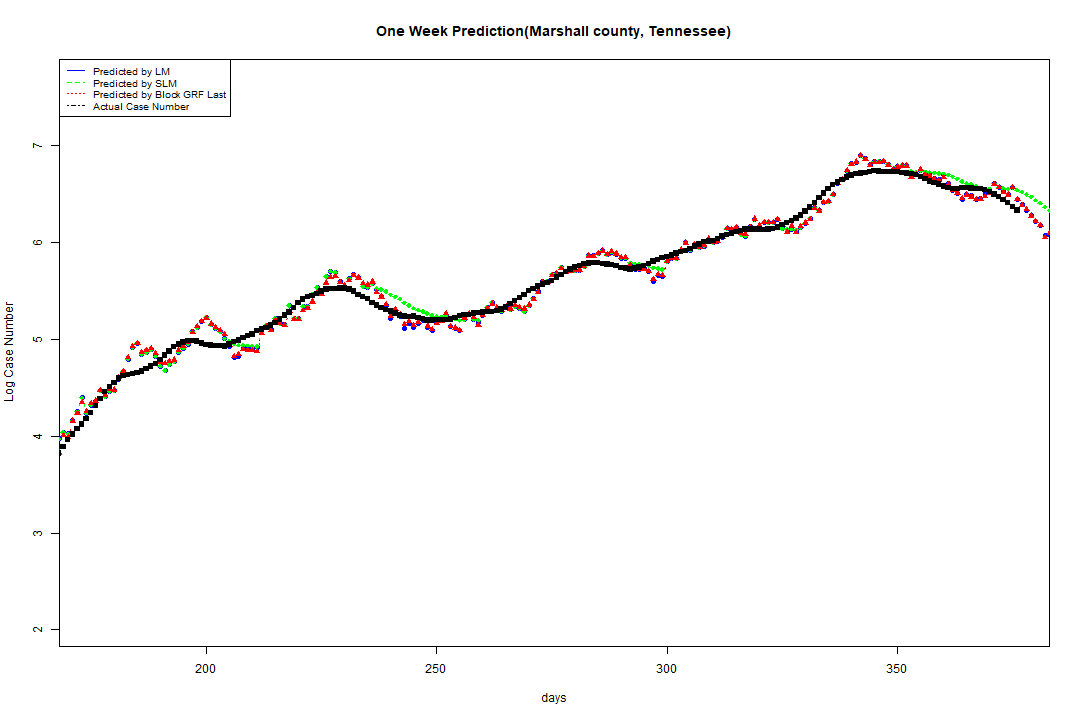 One Week Prediction(Marshall county, Tennessee)
Predicted by LM
Predicted by SLM
Predicted by Block GRF Last
Actual Case Number
7
6
5
4
3
2
Log Case Number
200 250 300 350
days